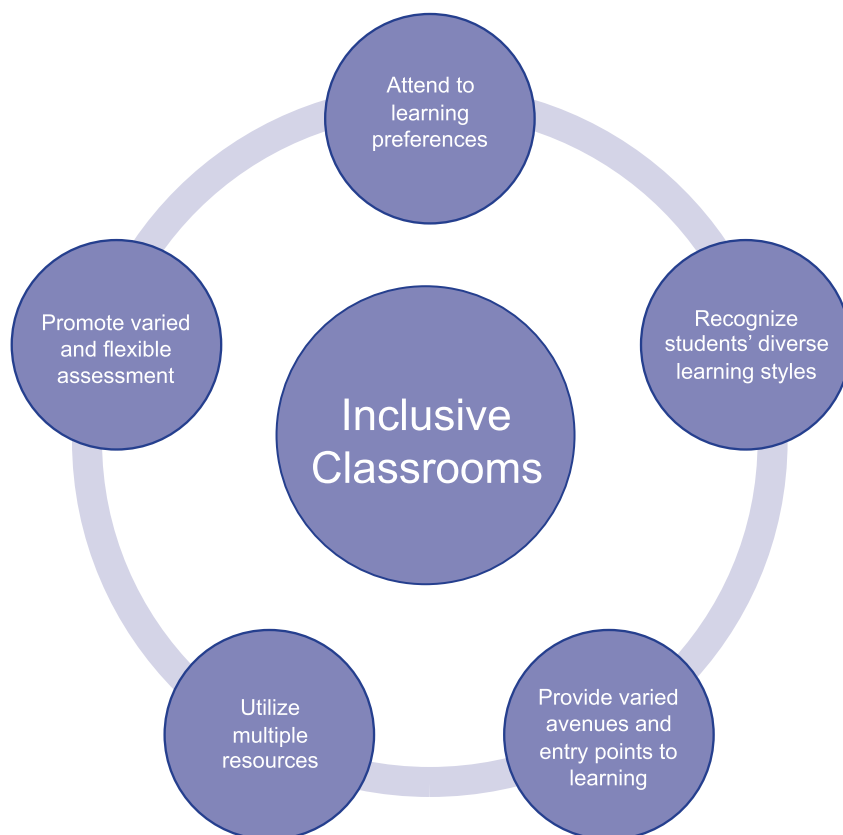 Attend to
learning
preferences
Recognize
students’ diverse
learning styles
Provide varied
avenues and
entry points to
learning
Utilize
multiple
resources
Promote varied
and flexible
assessment
Inclusive
Classrooms